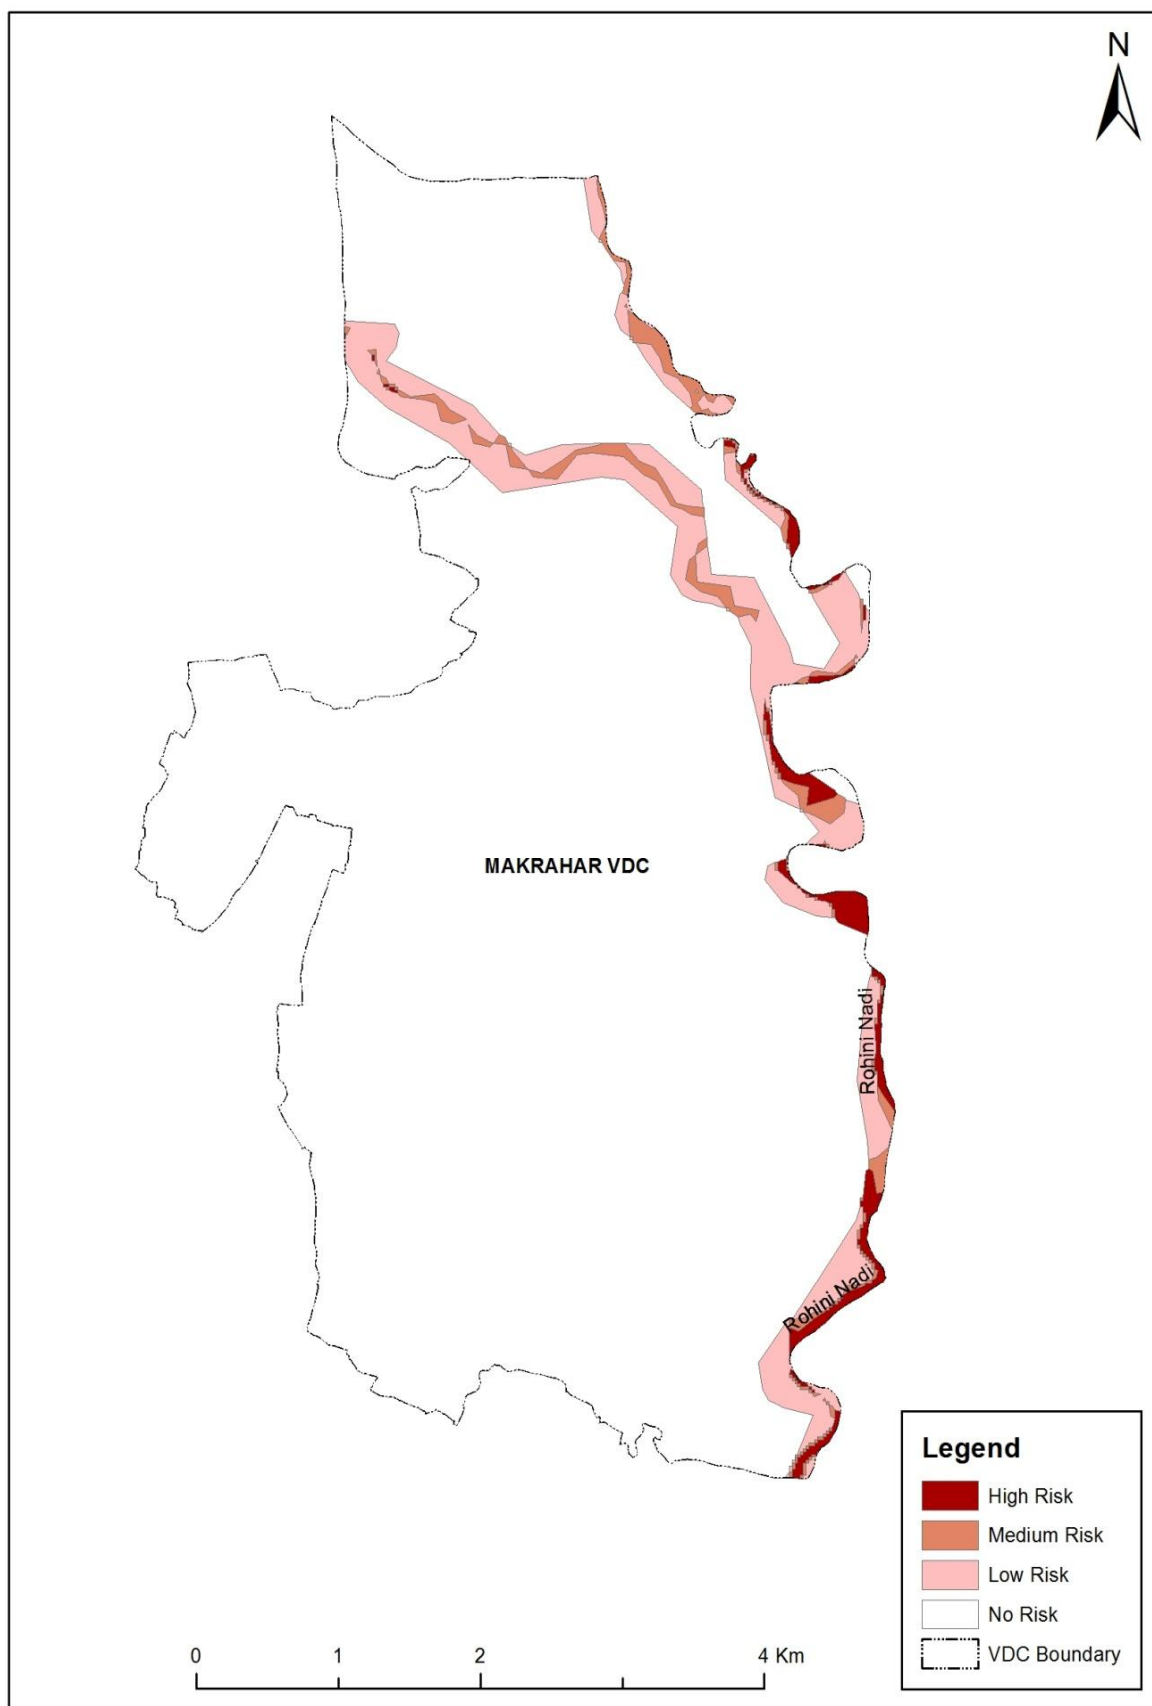 N
MAKRAHAR VDC
Rohini Nadi
Rohini Nadi
Legend
High Risk
Medium Risk
Low Risk
No Risk
VDC Boundary
0 1 2 4 Km